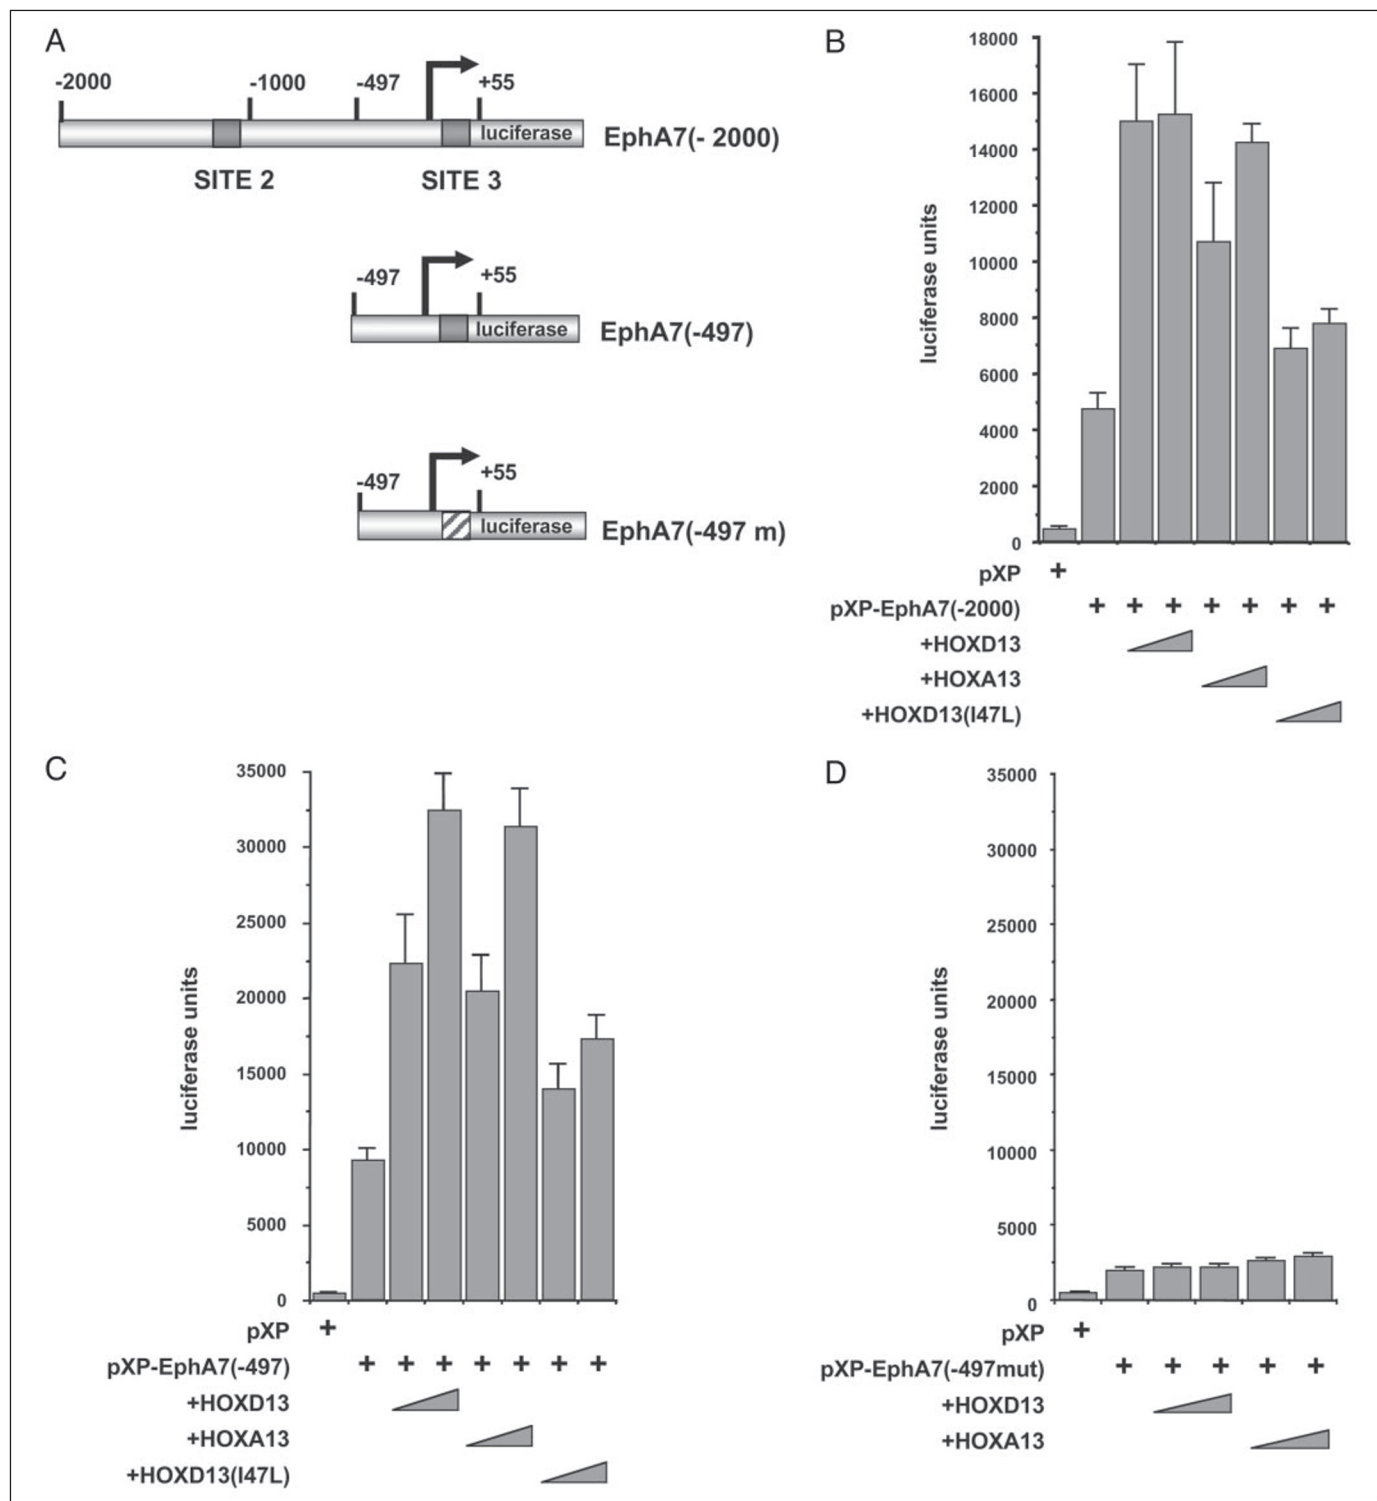 A
-2000
-1000
-497
+55
luciferase
EphA7(- 2000)
SITE 2
SITE 3
-497
+55
luciferase
EphA7(-497)
-497
+55
luciferase
EphA7(-497 m)
B
luciferase units
18000
16000
14000
12000
10000
8000
6000
4000
2000
0
pXP +
pXP-EphA7(-2000) + + + + + + +
+HOXD13
+HOXA13
+HOXD13(I47L)
C
luciferase units
35000
30000
25000
20000
15000
10000
5000
0
pXP +
pXP-EphA7(-497) + + + + + + +
+HOXD13
+HOXA13
+HOXD13(I47L)
D
luciferase units
35000
30000
25000
20000
15000
10000
5000
0
pXP +
pXP-EphA7(-497mut) + + + + +
+HOXD13
+HOXA13